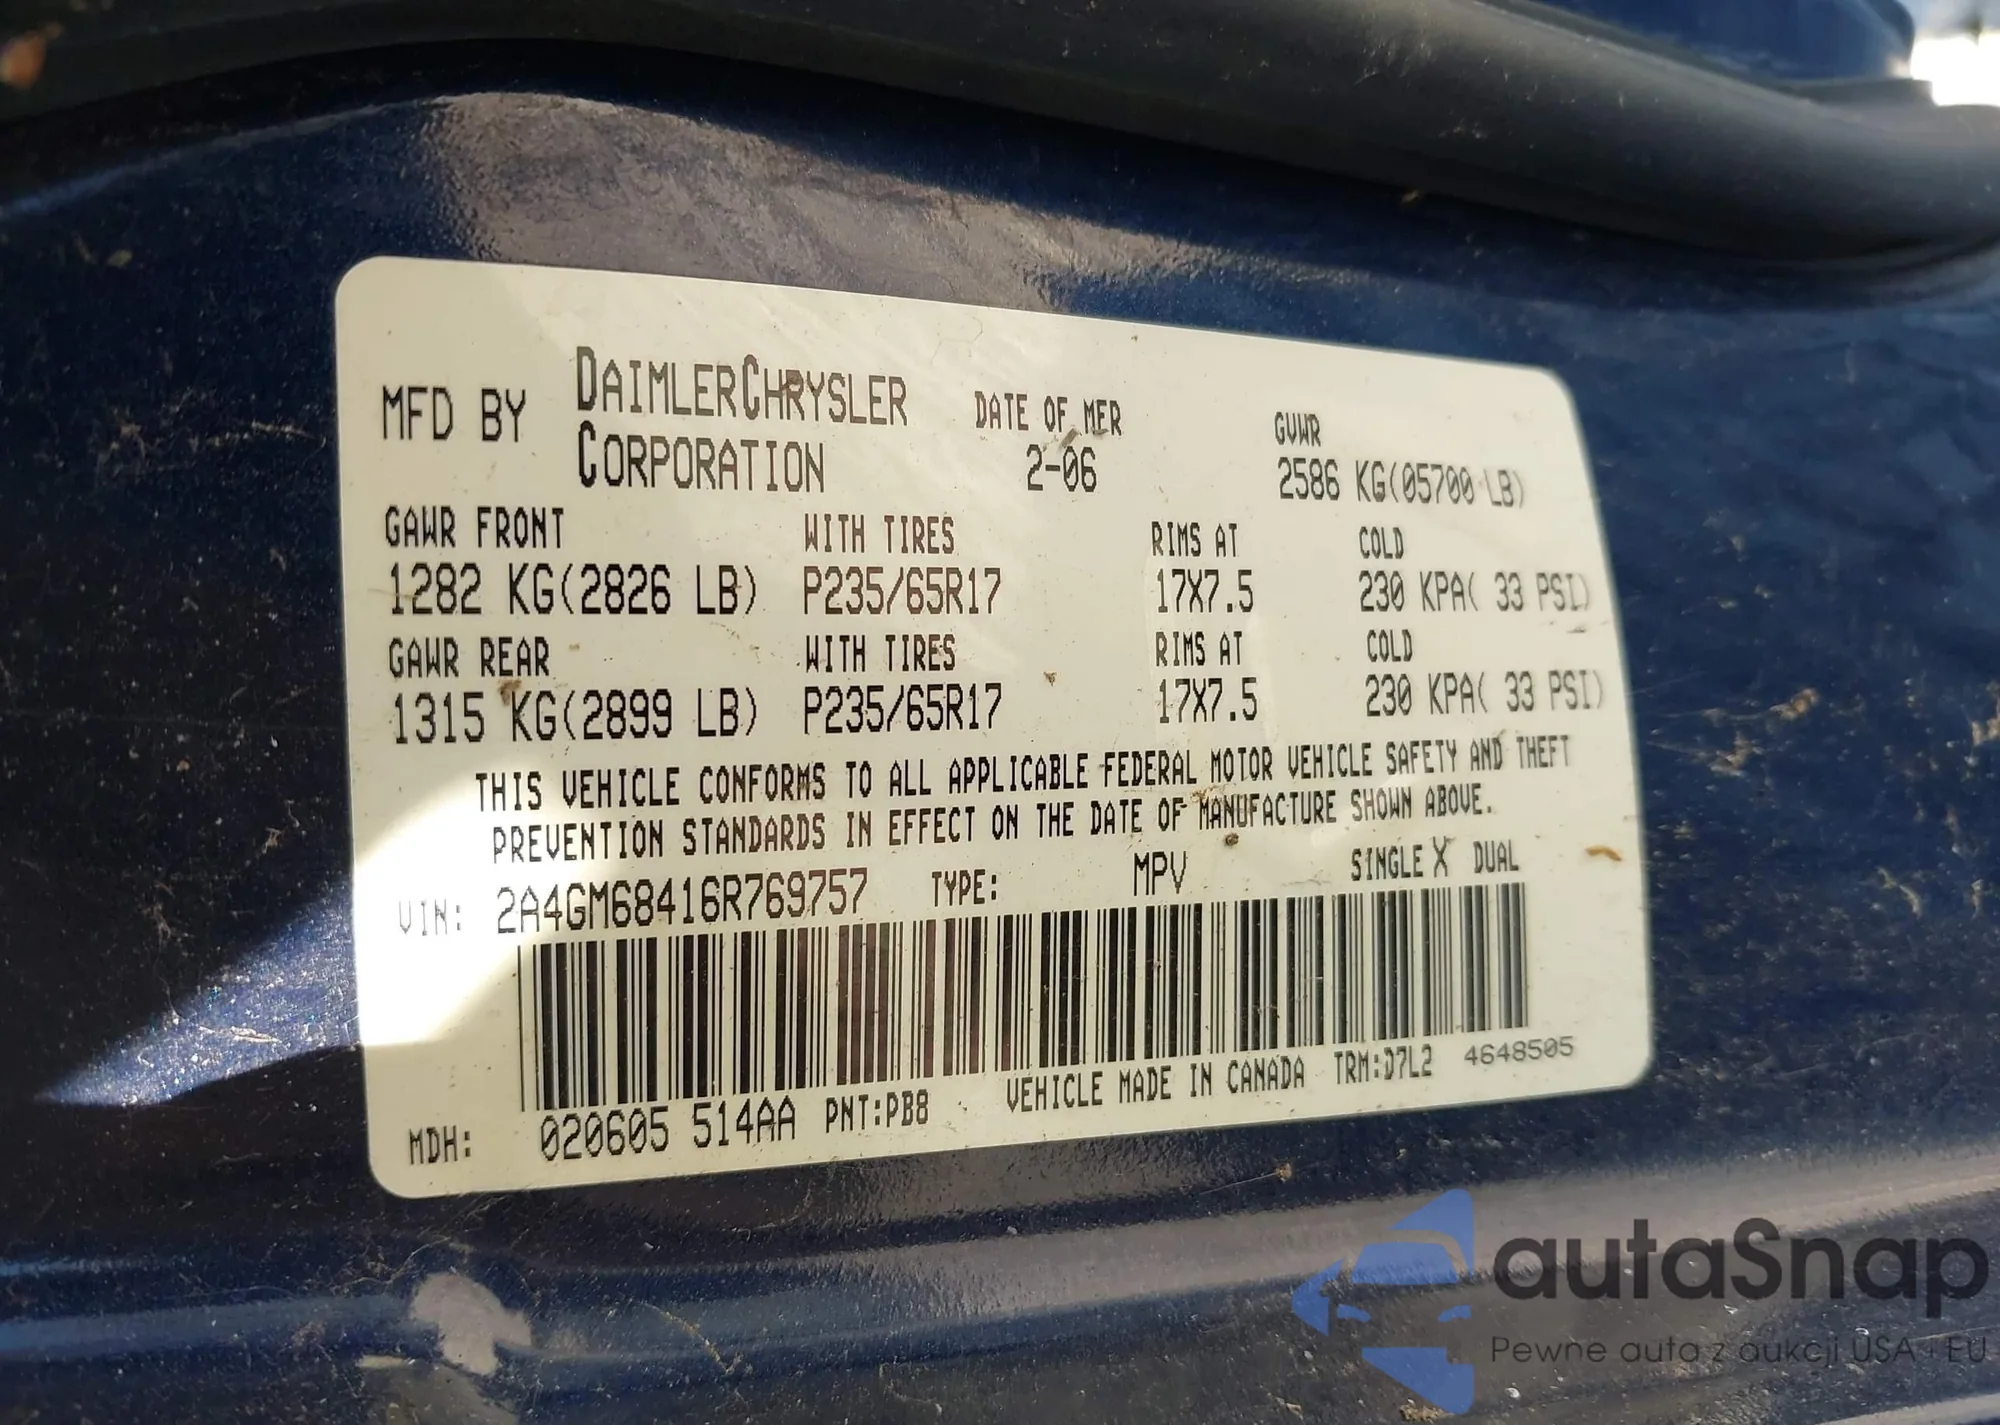 MFD BY DAIMLERCHRYSLER CORPORATION
DATE OF MFR
2-06
GVWR
2586 KG(05700 LB)
GAWR FRONT WITH TIRES RIMS AT COLD
1282 KG(2826 LB) P235/65R17 17X7.5 230 KPA( 33 PSI)
GAWR REAR WITH TIRES RIMS AT COLD
1315 KG(2899 LB) P235/65R17 17X7.5 230 KPA( 33 PSI)
THIS VEHICLE CONFORMS TO ALL APPLICABLE FEDERAL MOTOR VEHICLE SAFETY AND THEFT
PREVENTION STANDARDS IN EFFECT ON THE DATE OF MANUFACTURE SHOWN ABOVE.
VIN: 2A4GM68416R769757 TYPE: MPV SINGLE X DUAL
MDH: 020605 514AA PNT:PB8 VEHICLE MADE IN CANADA TRM:D7L2 4648505
autaSnap
Pewne auta z aukcji USA i EU